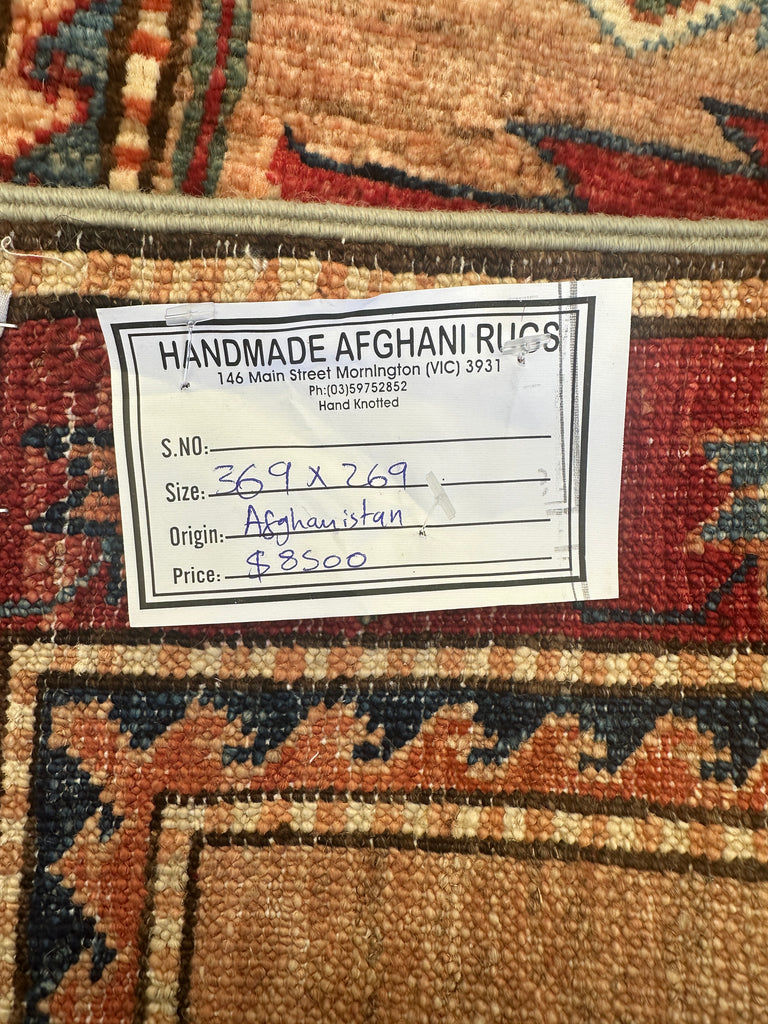 HANDMADE AFGHANI RUGS
146 Main Street Mornington (VIC) 3931
Ph:(03)59752852
Hand Knotted
S.NO:
Size: 369 x 269
Origin: Afghanistan
Price: $8500